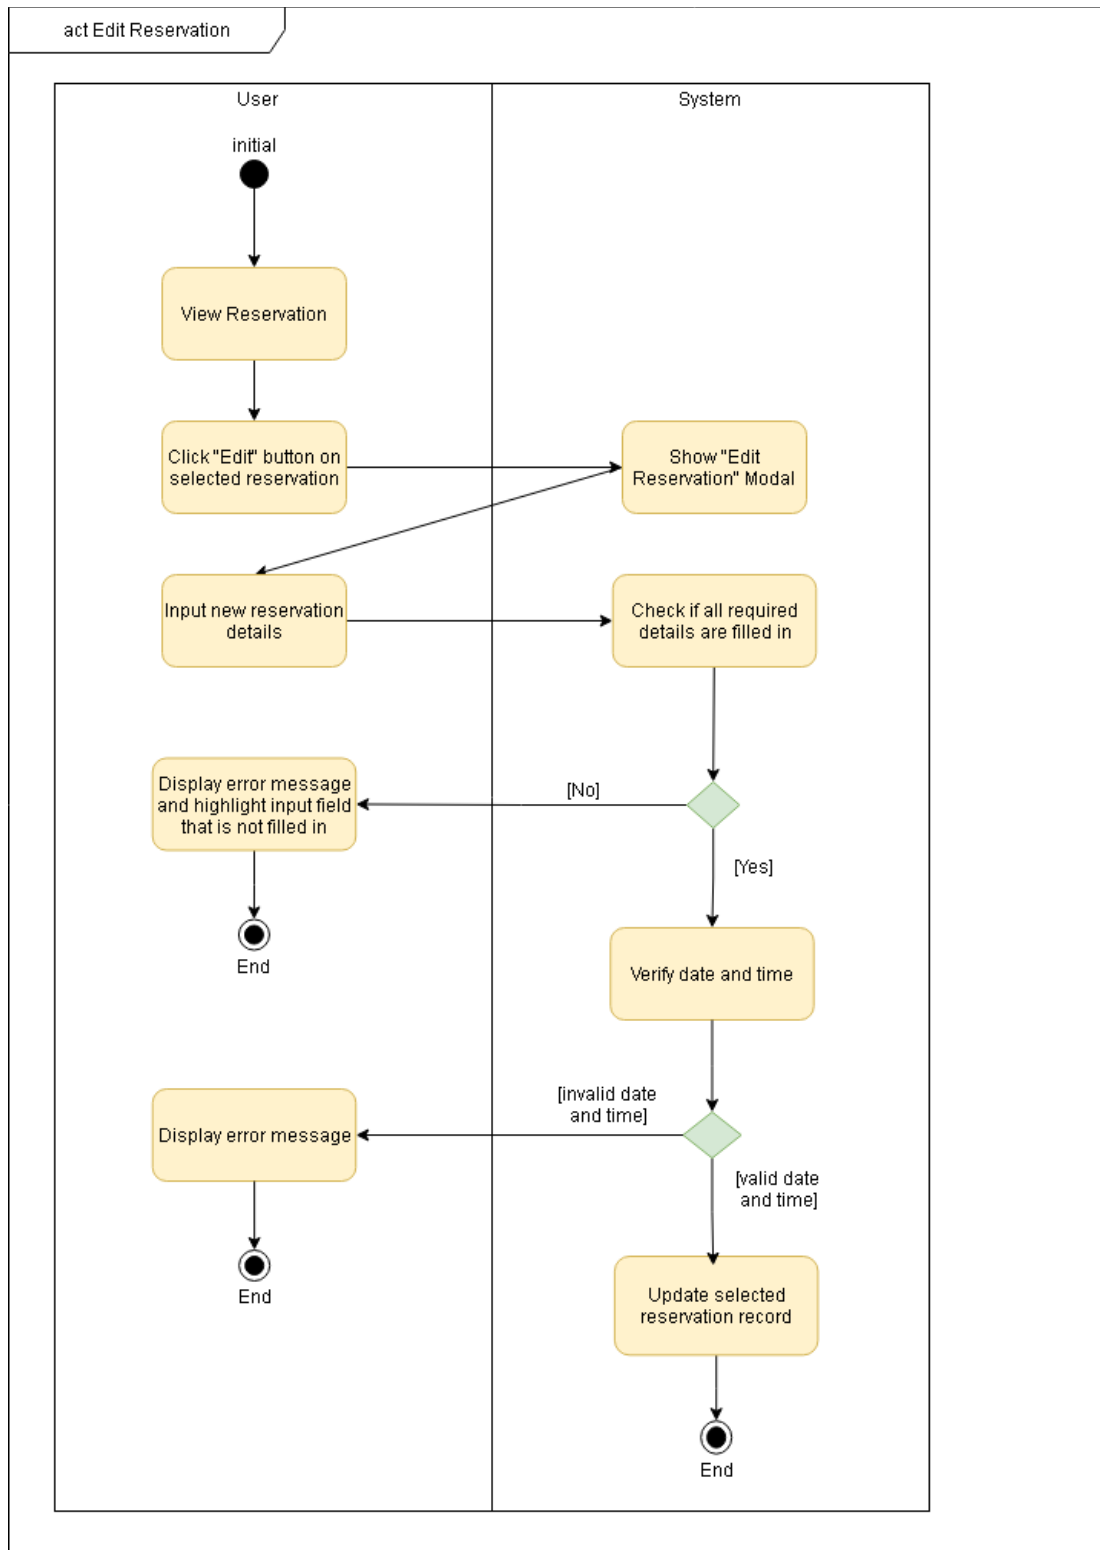 act Edit Reservation
User
System
initial
View Reservation
Click "Edit" button on
selected reservation
Show "Edit
Reservation" Modal
Input new reservation
details
Check if all required
details are filled in
Display error message
and highlight input field
that is not filled in
[No]
[Yes]
End
Verify date and time
[invalid date
and time]
Display error message
[valid date
and time]
End
Update selected
reservation record
End